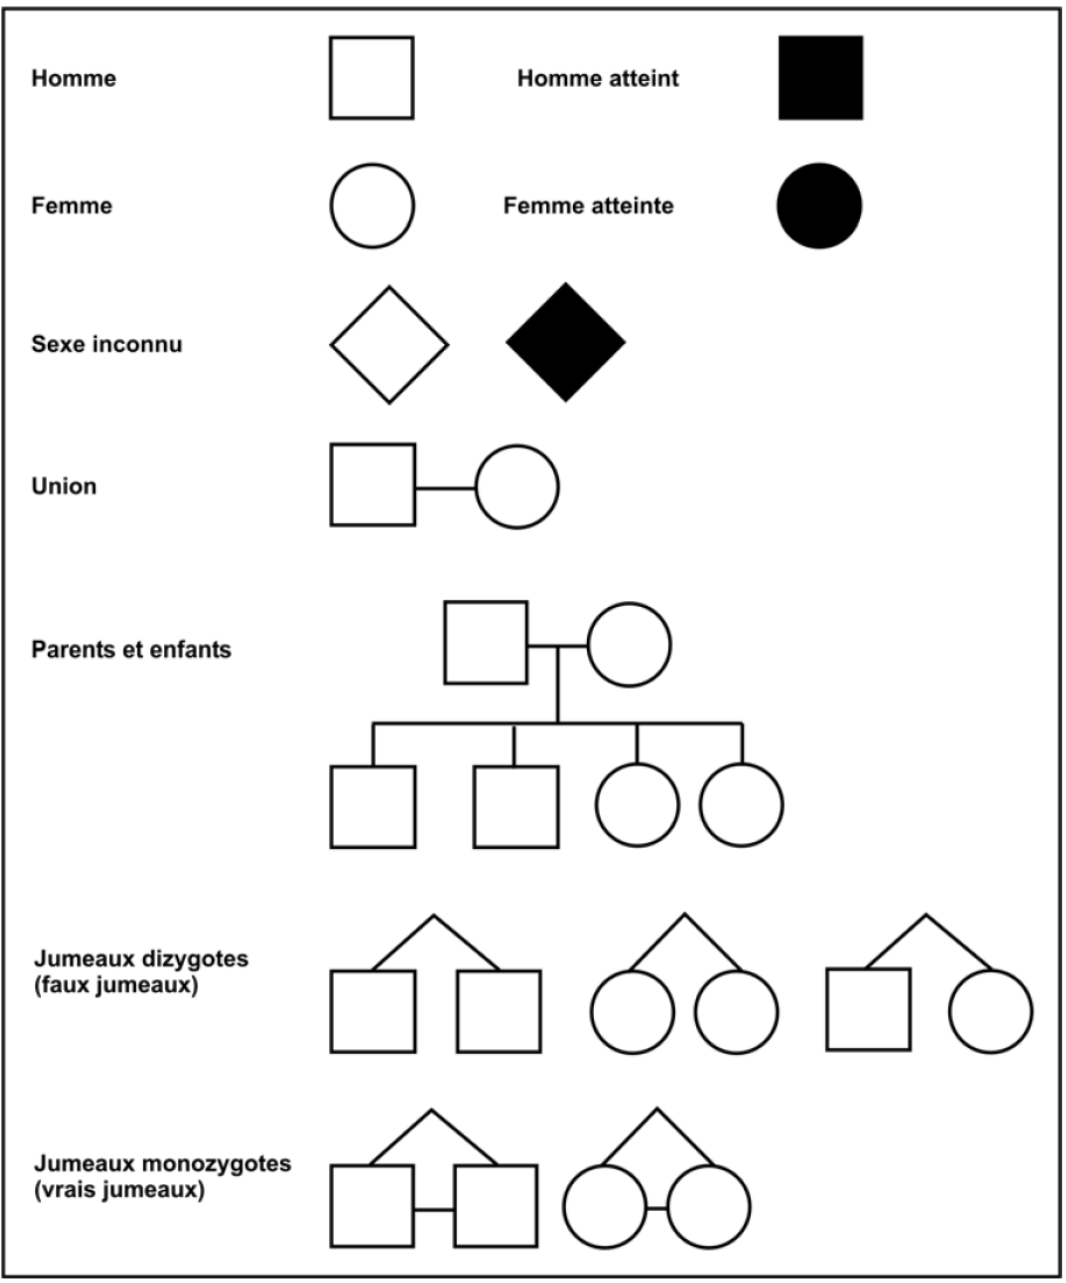 Homme
Homme atteint
Femme
Femme atteinte
Sexe inconnu
Union
Parents et enfants
Jumeaux dizygotes
(faux jumeaux)
Jumeaux monozygotes
(vrais jumeaux)